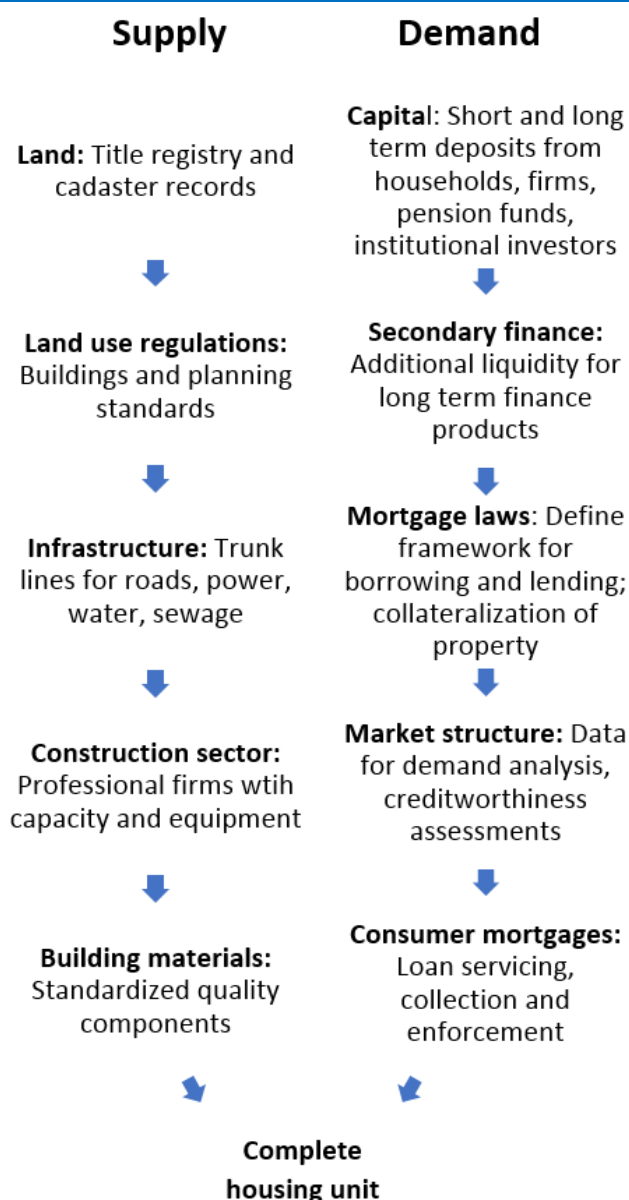 Supply
Land: Title registry and
cadaster records
Land use regulations:
Buildings and planning
standards
Infrastructure: Trunk
lines for roads, power,
water, sewage
Construction sector:
Professional firms wtih
capacity and equipment
Building materials:
Standardized quality
components
Demand
Capital: Short and long
term deposits from
households, firms,
pension funds,
institutional investors
Secondary finance:
Additional liquidity for
long term finance
products
Mortgage laws: Define
framework for
borrowing and lending;
collateralization of
property
Market structure: Data
for demand analysis,
creditworthiness
assessments
Consumer mortgages:
Loan servicing,
collection and
enforcement
Complete
housing unit